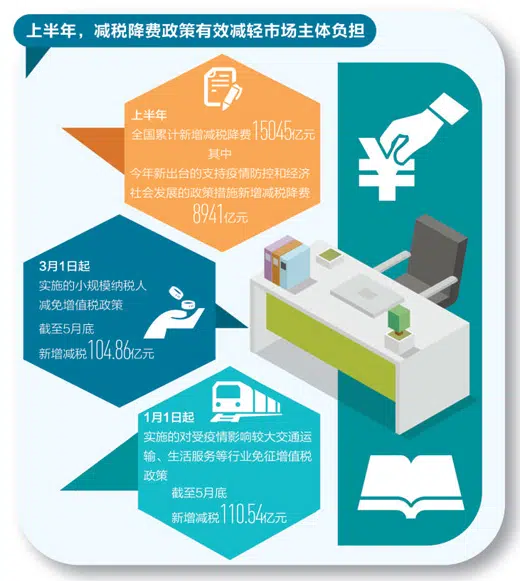 上半年，减税降费政策有效减轻市场主体负担
上半年
全国累计新增减税降费15045亿元
其中
今年新出台的支持疫情防控和经济
社会发展的政策措施新增减税降费
8941亿元
3月1日起
实施的小规模纳税人
减免增值税政策
截至5月底
新增减税104.86亿元
1月1日起
实施的对受疫情影响较大交通运
输、生活服务等行业免征增值税
政策
截至5月底
新增减税110.54亿元